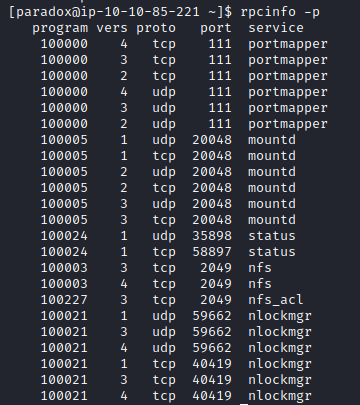 [paradox@ip-10-10-85-221 ~]$ rpcinfo -p
program vers proto port service
100000 4 tcp 111 portmapper
100000 3 tcp 111 portmapper
100000 2 tcp 111 portmapper
100000 4 udp 111 portmapper
100000 3 udp 111 portmapper
100000 2 udp 111 portmapper
100005 1 udp 20048 mountd
100005 1 tcp 20048 mountd
100005 2 udp 20048 mountd
100005 2 tcp 20048 mountd
100005 3 udp 20048 mountd
100005 3 tcp 20048 mountd
100024 1 udp 35898 status
100024 1 tcp 58897 status
100003 3 tcp 2049 nfs
100003 4 tcp 2049 nfs
100227 3 tcp 2049 nfs_acl
100021 1 udp 59662 nlockmgr
100021 3 udp 59662 nlockmgr
100021 4 udp 59662 nlockmgr
100021 1 tcp 40419 nlockmgr
100021 3 tcp 40419 nlockmgr
100021 4 tcp 40419 nlockmgr